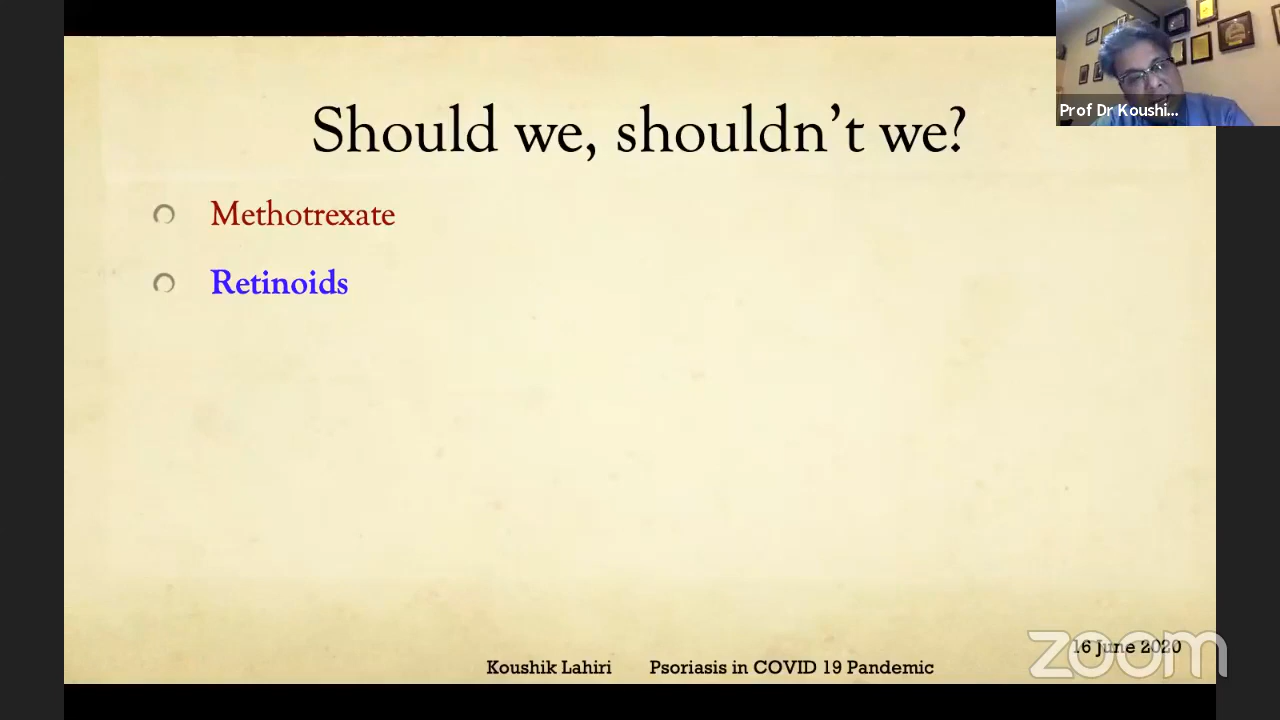 Prof Dr Koushi...
Should we, shouldn’t we?
Methotrexate
Retinoids
16 June 2020
zoom
Koushik Lahiri Psoriasis in COVID 19 Pandemic